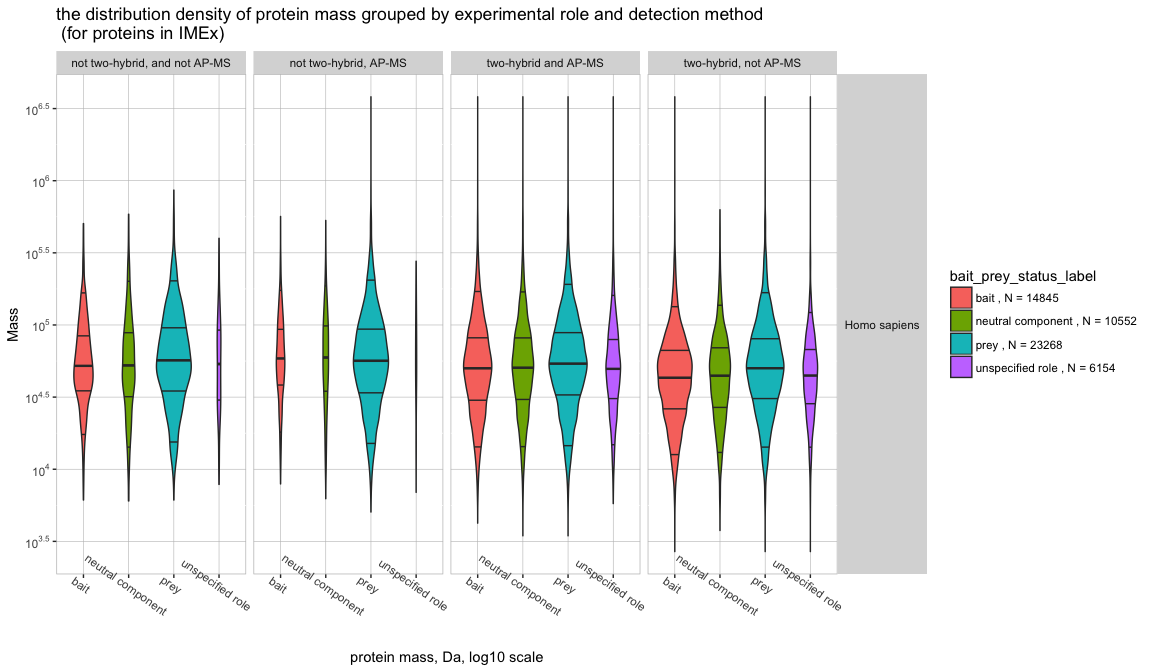 the distribution density of protein mass grouped by experimental role and detection method
(for proteins in IMEx)
not two-hybrid, and not AP-MS
not two-hybrid, AP-MS
two-hybrid and AP-MS
two-hybrid, not AP-MS
Mass
10^6.5
10^6
10^5.5
10^5
10^4.5
10^4
10^3.5
Homo sapiens
bait
neutral component
prey
unspecified role
bait
neutral component
prey
unspecified role
bait
neutral component
prey
unspecified role
bait
neutral component
prey
unspecified role
protein mass, Da, log10 scale
bait_prey_status_label
bait , N = 14845
neutral component , N = 10552
prey , N = 23268
unspecified role , N = 6154